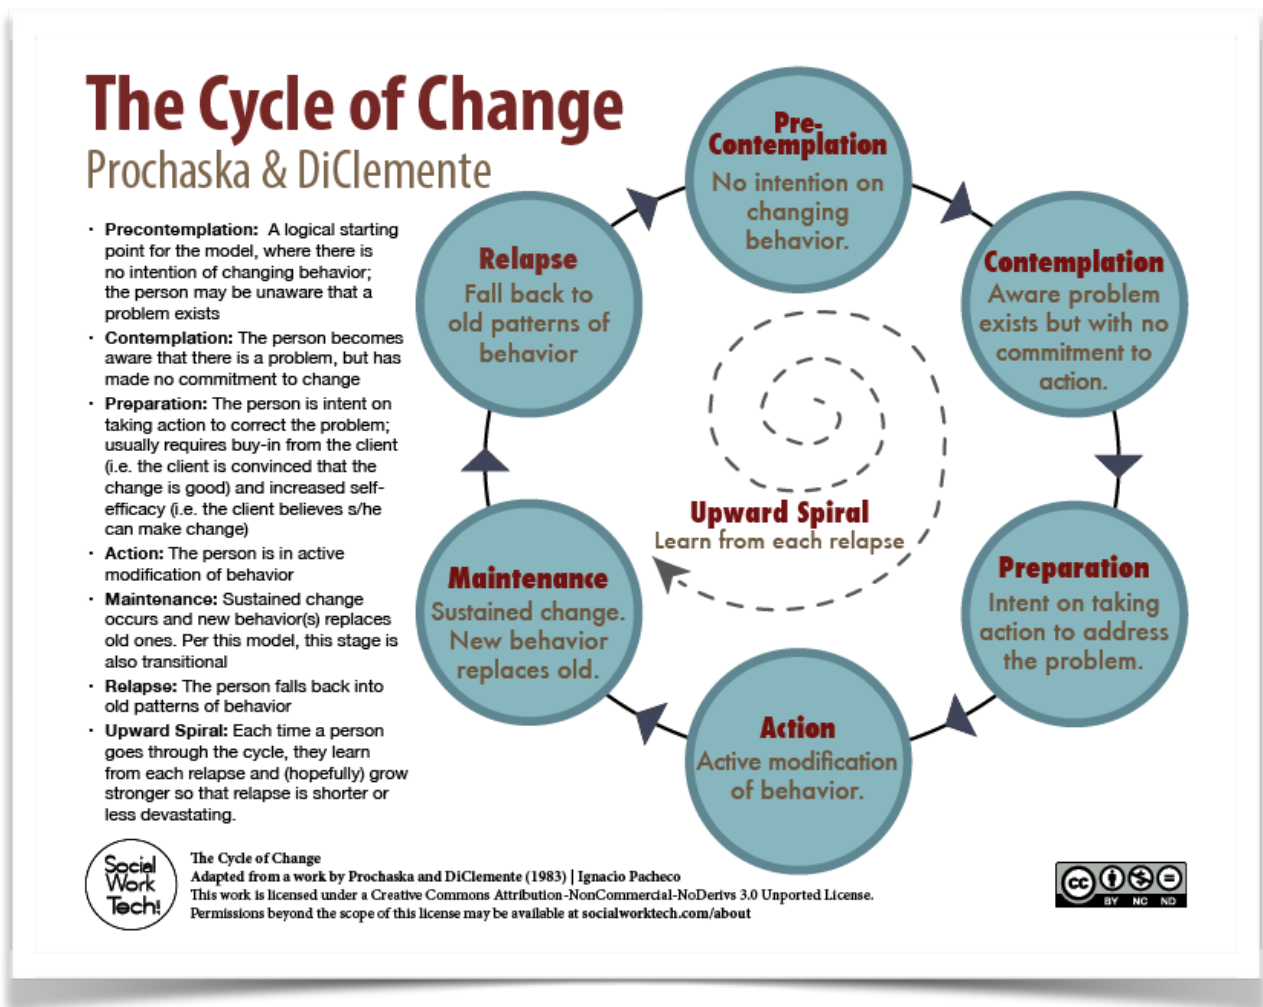 The Cycle of Change
Prochaska & DiClemente
· Precontemplation: A logical starting
point for the model, where there is
no intention of changing behavior;
the person may be unaware that a
problem exists
· Contemplation: The person becomes
aware that there is a problem, but has
made no commitment to change
· Preparation: The person is intent on
taking action to correct the problem;
usually requires buy-in from the client
(i.e. the client is convinced that the
change is good) and increased self-
efficacy (i.e. the client believes s/he
can make change)
· Action: The person is in active
modification of behavior
· Maintenance: Sustained change
occurs and new behavior(s) replaces
old ones. Per this model, this stage is
also transitional
· Relapse: The person falls back into
old patterns of behavior
· Upward Spiral: Each time a person
goes through the cycle, they learn
from each relapse and (hopefully) grow
stronger so that relapse is shorter or
less devastating.
Pre-
Contemplation
No intention on
changing
behavior.
Contemplation
Aware problem
exists but with no
commitment to
action.
Preparation
Intent on taking
action to address
the problem.
Action
Active modification
of behavior.
Maintenance
Sustained change.
New behavior
replaces old.
Relapse
Fall back to
old patterns of
behavior
Upward Spiral
Learn from each relapse
Social
Work
Tech!
The Cycle of Change
Adapted from a work by Prochaska and DiClemente (1983) | Ignacio Pacheco
This work is licensed under a Creative Commons Attribution-NonCommercial-NoDerivs 3.0 Unported License.
Permissions beyond the scope of this license may be available at socialworktech.com/about
cc
BY NC ND